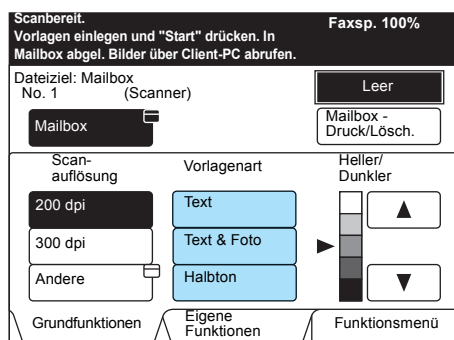 Scanbereit.
Faxsp. 100%
Vorlagen einlegen und "Start" drücken. In
Mailbox abgel. Bilder über Client-PC abrufen.
Dateiziel: Mailbox
No. 1 (Scanner)
Leer
Mailbox
Mailbox -
Druck/Lösch.
Scan-
auflösung
Vorlagenart
Heller/
Dunkler
200 dpi
Text
300 dpi
Text & Foto
Andere
Halbton
Grundfunktionen
Eigene
Funktionen
Funktionsmenü